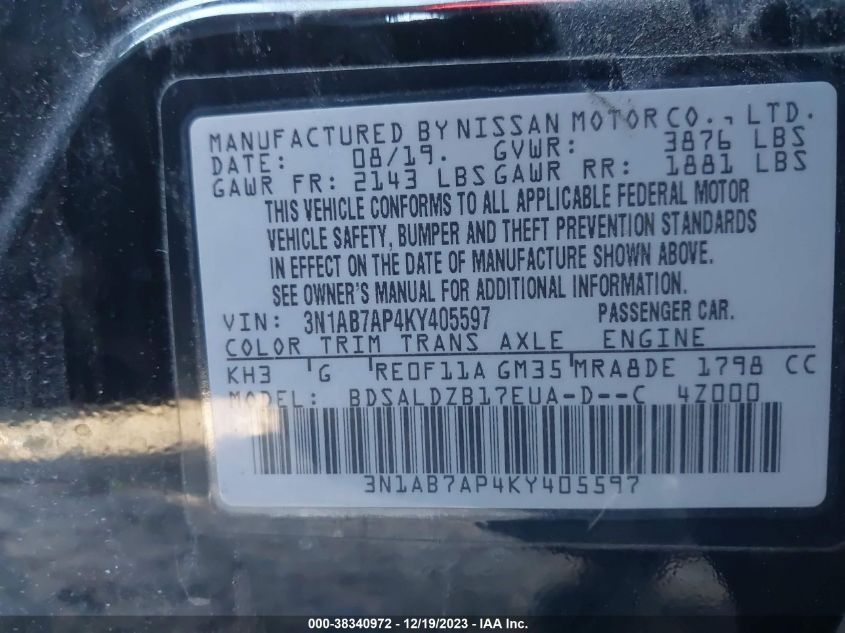 MANUFACTURED BY NISSAN MOTOR CO., LTD.
DATE: 08/19. GVWR: 3876 LBS
GAWR FR: 2143 LBS GAWR RR: 1881 LBS
THIS VEHICLE CONFORMS TO ALL APPLICABLE FEDERAL MOTOR
VEHICLE SAFETY, BUMPER AND THEFT PREVENTION STANDARDS
IN EFFECT ON THE DATE OF MANUFACTURE SHOWN ABOVE.
SEE OWNER'S MANUAL FOR ADDITIONAL INFORMATION.
VIN: 3N1AB7AP4KY405597 PASSENGER CAR.
COLOR TRIM TRANS AXLE ENGINE
KH3 G RE0F11A GM35 MRA8DE 1798 CC
MODEL: BDSALDZB17EUA-D--C 4Z000
3N1AB7AP4KY405597
000-38340972 - 12/19/2023 - IAA Inc.